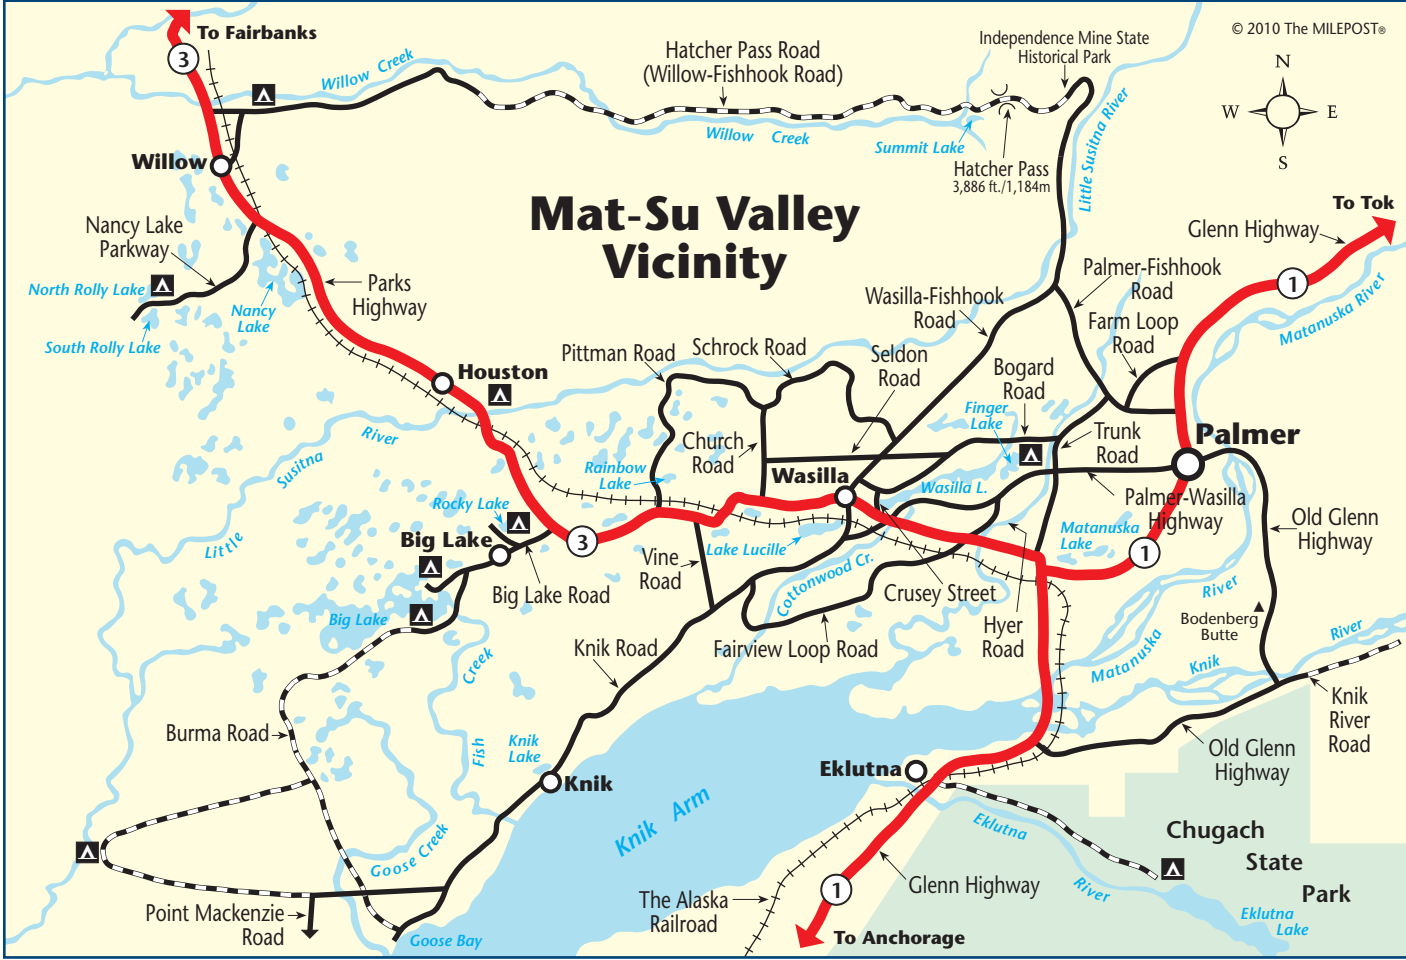 To Fairbanks
3
Willow Creek
Hatcher Pass Road
(Willow-Fishhook Road)
Independence Mine State
Historical Park
© 2010 The MILEPOST®
N
W
E
S
Willow Creek
Summit Lake
Hatcher Pass
3,886 ft./1,184m
Little Susitna River
Willow
Mat-Su Valley
Vicinity
To Tok
Glenn Highway
1
Matanuska River
Nancy Lake
Parkway
North Rolly Lake
South Rolly Lake
Nancy
Lake
Parks
Highway
Palmer-Fishhook
Road
Wasilla-Fishhook
Road
Farm Loop
Road
Pittman Road
Schrock Road
Seldon
Road
Bogard
Road
Houston
Finger
Lake
River
Susitna
Little
Church
Road
Trunk
Road
Palmer
Rainbow
Lake
Wasilla
Wasilla L.
Palmer-Wasilla
Highway
Rocky Lake
Big Lake
3
Vine
Road
Lake Lucille
Matanuska
Lake
1
Old Glenn
Highway
Big Lake Road
Cottonwood Cr.
Crusey Street
Hyer
Road
River
Matanuska
Bodenberg
Butte
Big Lake
Knik Road
Fairview Loop Road
Knik
River
Creek
Fish
Burma Road
Knik
Lake
Knik
Knik Arm
Eklutna
Old Glenn
Highway
Knik
River
Road
Eklutna
River
Chugach
State
Park
Eklutna
Lake
Goose Creek
Point Mackenzie
Road
Goose Bay
The Alaska
Railroad
1
Glenn Highway
To Anchorage